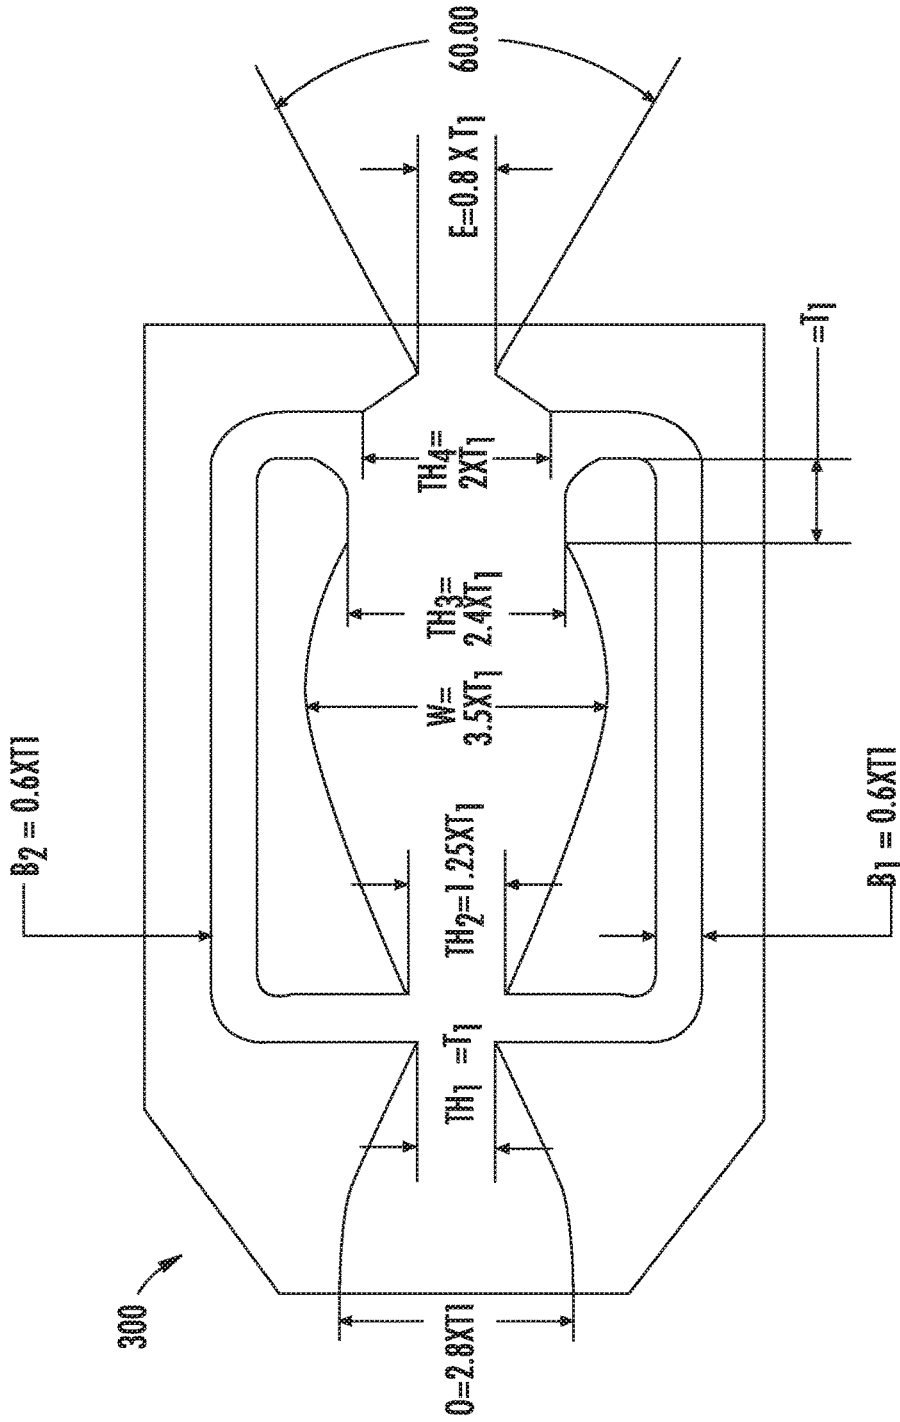 60.00
E=0.8 X T1
=T1
TH4=
2XT1
TH3=
2.4XT1
W=
3.5XT1
B2 = 0.6XT1
TH2=1.25XT1
B1 = 0.6XT1
TH1 =T1
300
O=2.8XT1